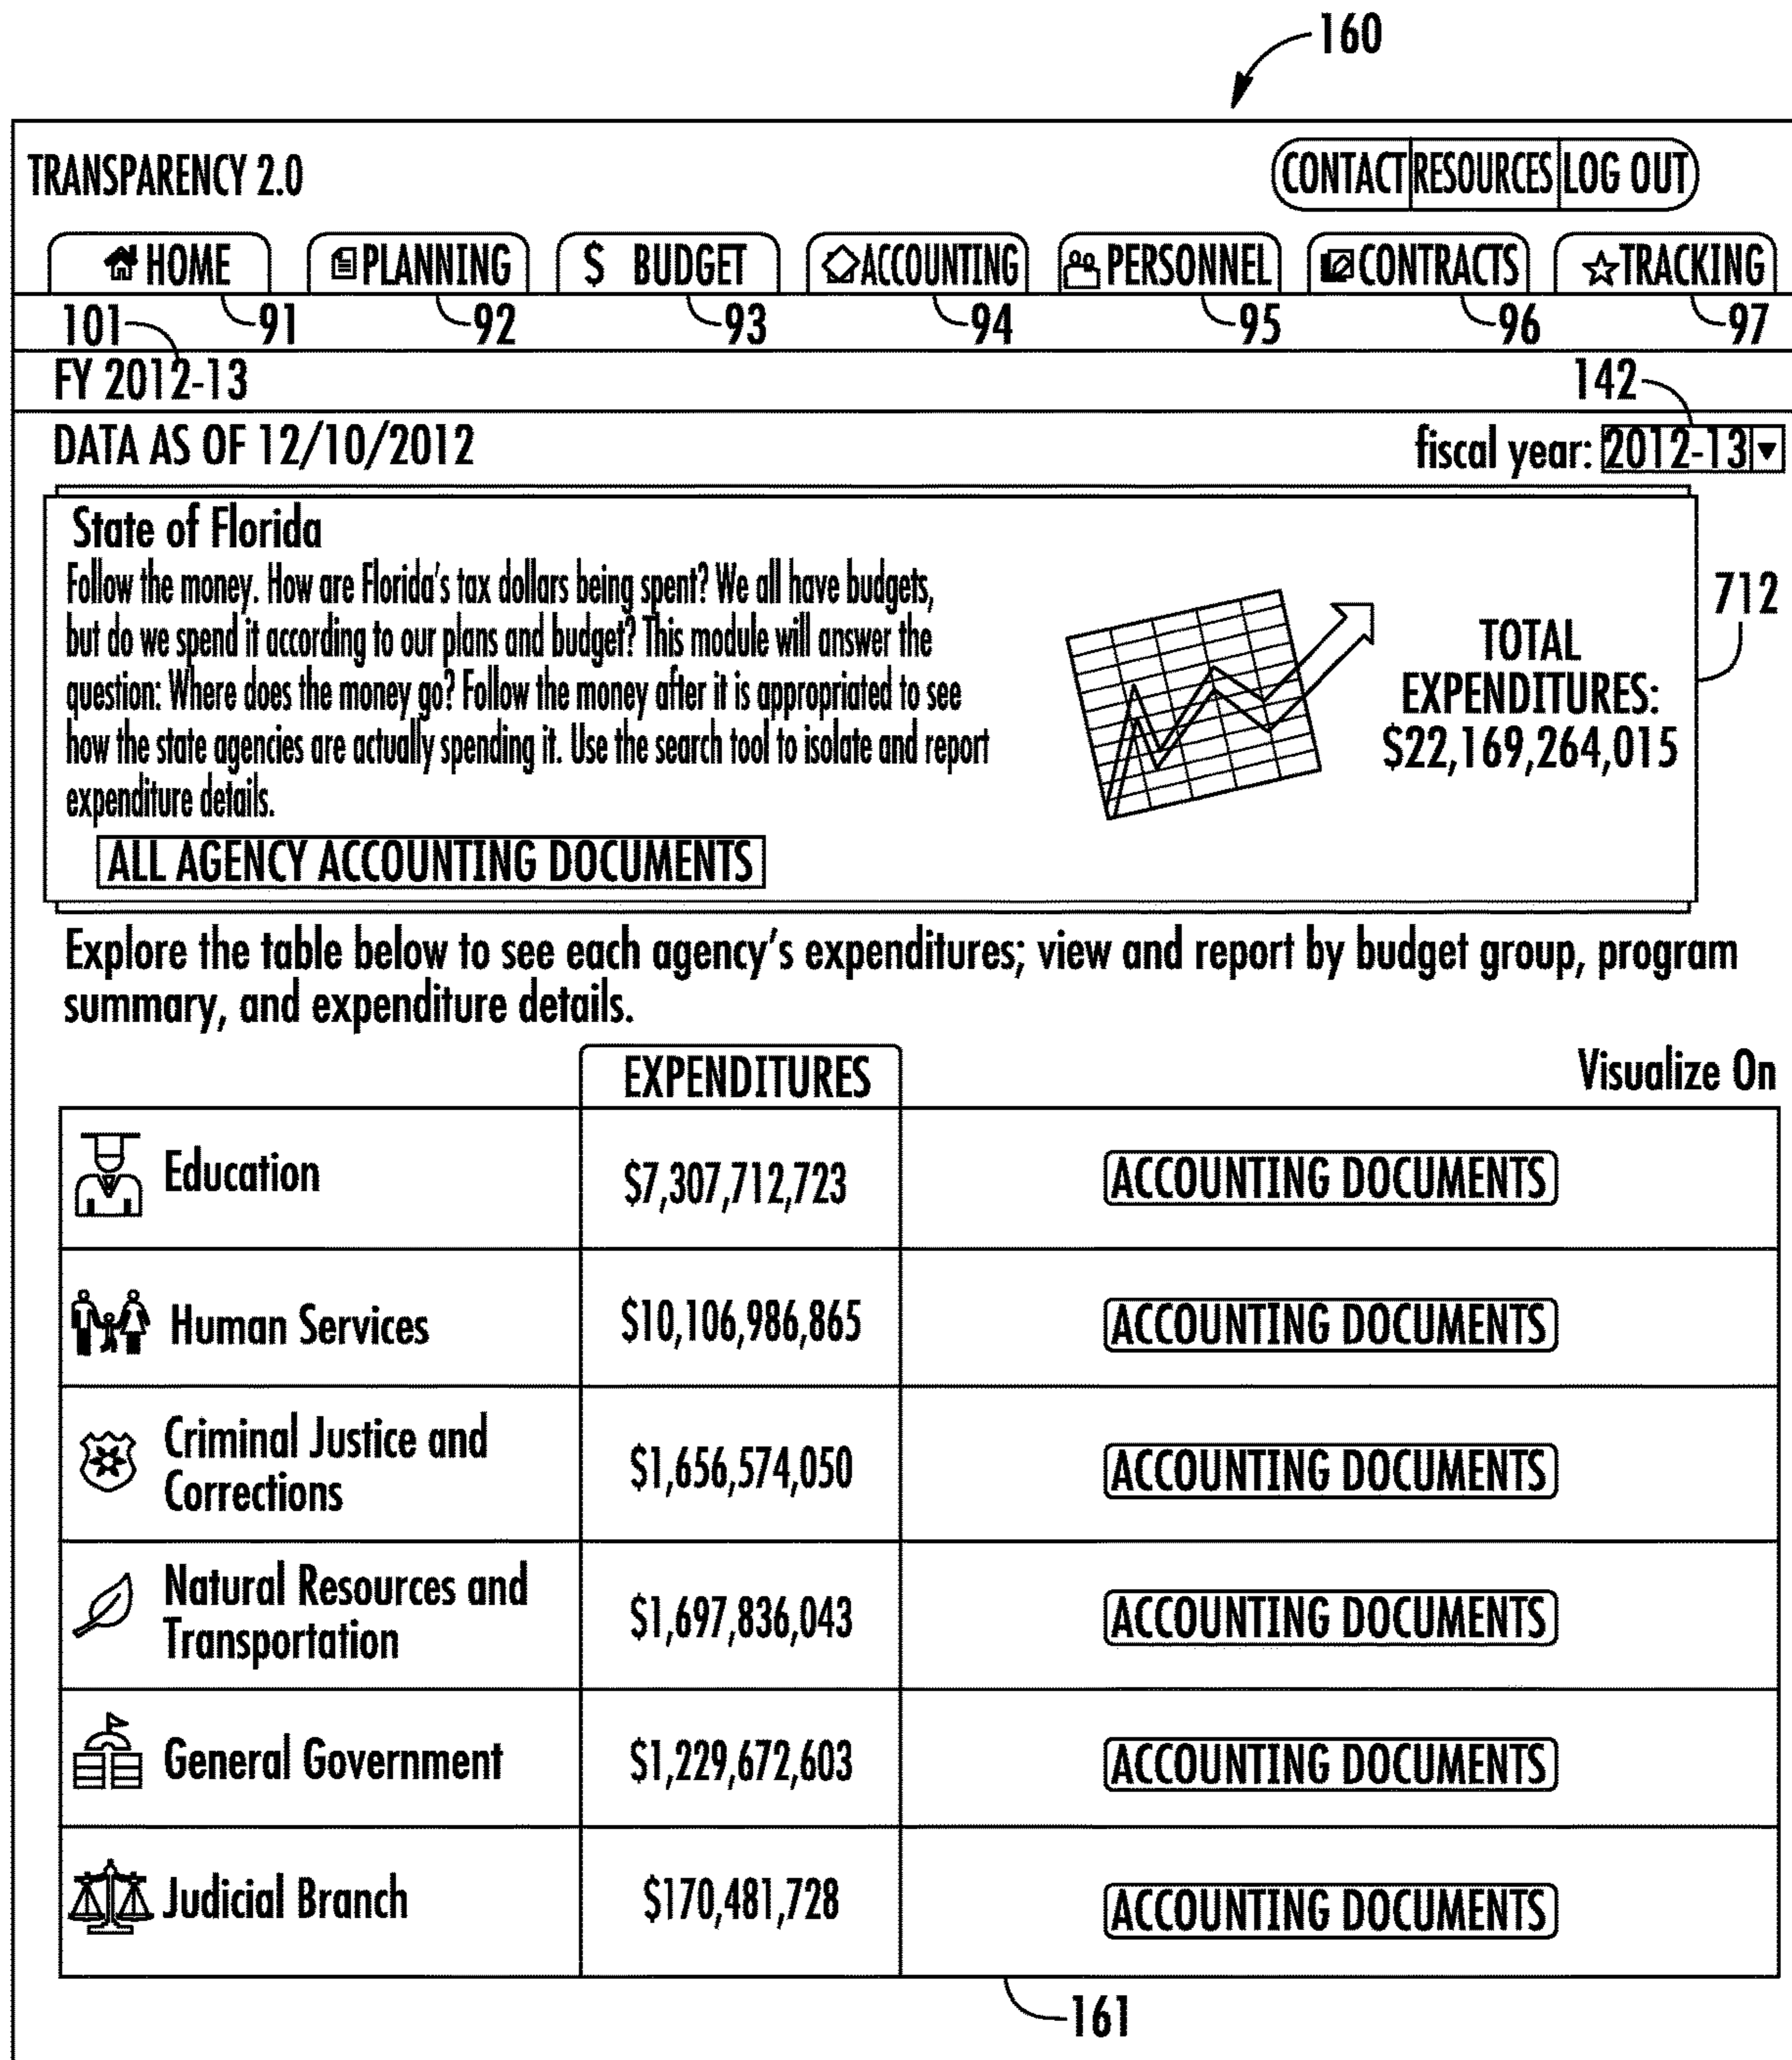 160
TRANSPARENCY 2.0
CONTACT RESOURCES LOG OUT
HOME PLANNING $ BUDGET ACCOUNTING PERSONNEL CONTRACTS TRACKING
101 91 92 93 94 95 96 97
FY 2012-13 142
DATA AS OF 12/10/2012 fiscal year: 2012-13
State of Florida
Follow the money. How are Florida's tax dollars being spent? We all have budgets,
but do we spend it according to our plans and budget? This module will answer the
question: Where does the money go? Follow the money after it is appropriated to see
how the state agencies are actually spending it. Use the search tool to isolate and report
expenditure details.
ALL AGENCY ACCOUNTING DOCUMENTS
TOTAL
EXPENDITURES:
$22,169,264,015
712
Explore the table below to see each agency's expenditures; view and report by budget group, program
summary, and expenditure details.
EXPENDITURES Visualize On
Education $7,307,712,723 ACCOUNTING DOCUMENTS
Human Services $10,106,986,865 ACCOUNTING DOCUMENTS
Criminal Justice and
Corrections $1,656,574,050 ACCOUNTING DOCUMENTS
Natural Resources and
Transportation $1,697,836,043 ACCOUNTING DOCUMENTS
General Government $1,229,672,603 ACCOUNTING DOCUMENTS
Judicial Branch $170,481,728 ACCOUNTING DOCUMENTS
161